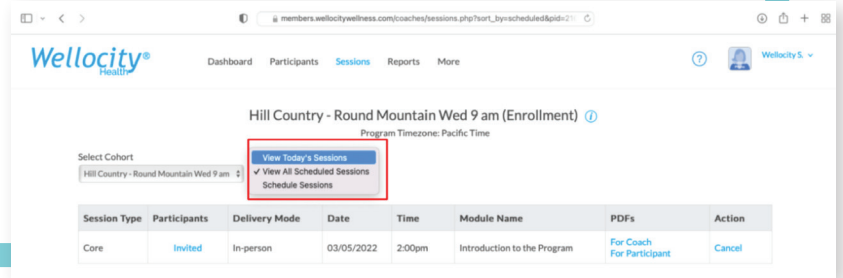 members.wellocitywellness.com/coaches/sessions.php?sort_by=scheduled&pid=21
Wellocity®
Health
Dashboard Participants Sessions Reports More
Wellocity S.
Hill Country - Round Mountain Wed 9 am (Enrollment)
Program Timezone: Pacific Time
Select Cohort
Hill Country - Round Mountain Wed 9 am
View Today's Sessions
✓ View All Scheduled Sessions
Schedule Sessions
Session Type Participants Delivery Mode Date Time Module Name PDFs Action
Core Invited In-person 03/05/2022 2:00pm Introduction to the Program For Coach Cancel
For Participant